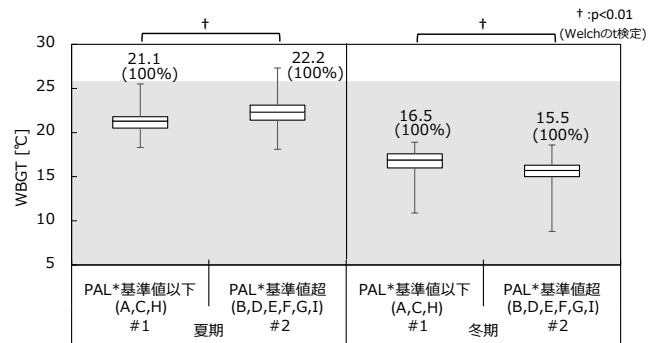 † :p<0.01
(Welchのt検定)
†
†
WBGT [℃]
30
25
20
15
10
5
21.1
(100%)
22.2
(100%)
16.5
(100%)
15.5
(100%)
PAL*基準値以下
(A,C,H)
#1
PAL*基準値超
(B,D,E,F,G,I)
#2
夏期
PAL*基準値以下
(A,C,H)
#1
PAL*基準値超
(B,D,E,F,G,I)
#2
冬期